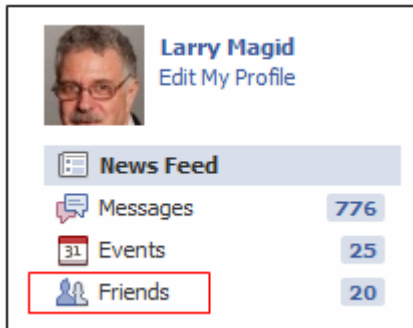 Larry Magid
Edit My Profile
News Feed
Messages 776
31 Events 25
Friends 20